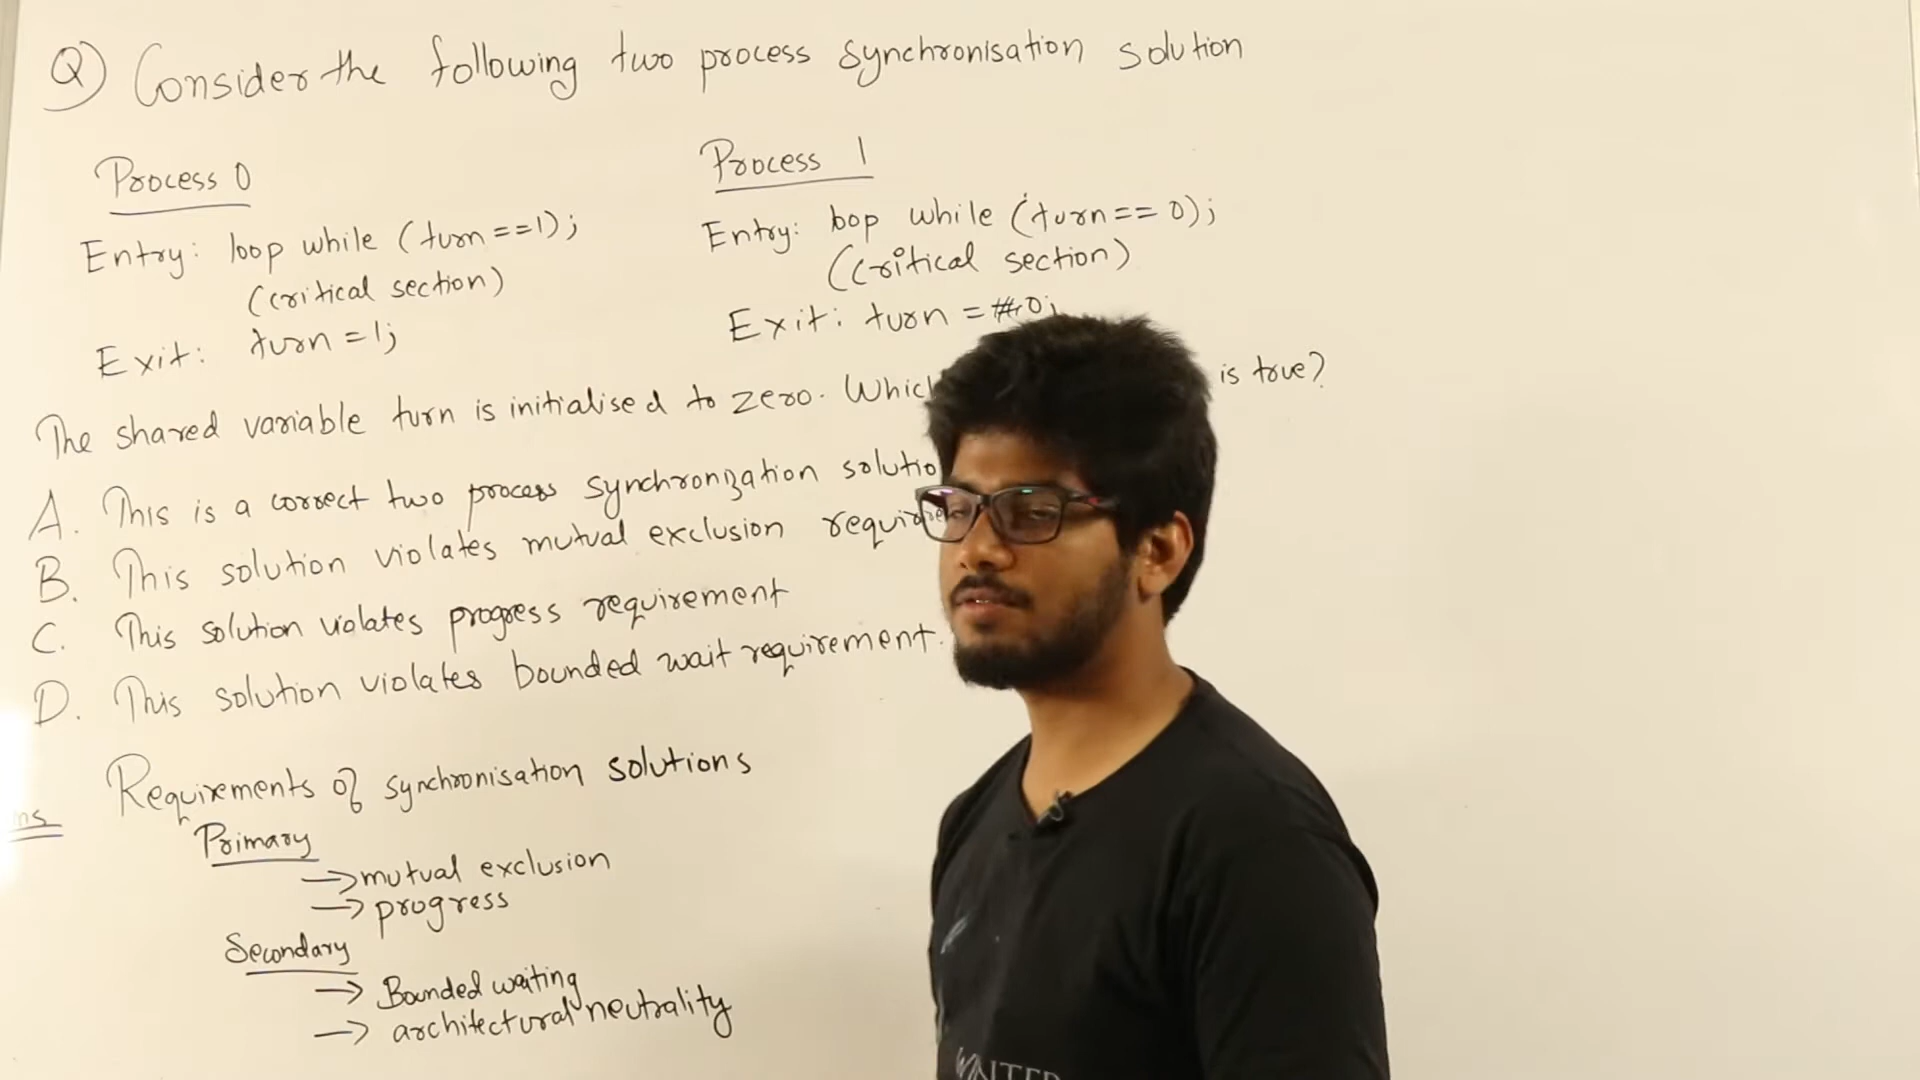 Q) Consider the following two process synchronisation solution
Process 0
Entry: loop while (turn==1);
(critical section)
Exit: turn=1;
Process 1
Entry: loop while (turn==0);
(critical section)
Exit: turn = 0;
The shared variable turn is initialised to zero. Which is true?
A. This is a correct two process synchronization solutio
B. This solution violates mutual exclusion require
C. This solution violates progress requirement
D. This solution violates bounded wait requirement.
Requirements of synchronisation solutions
ns
Primary
→ mutual exclusion
→ progress
Secondary
→ Bounded waiting
→ architectural neutrality